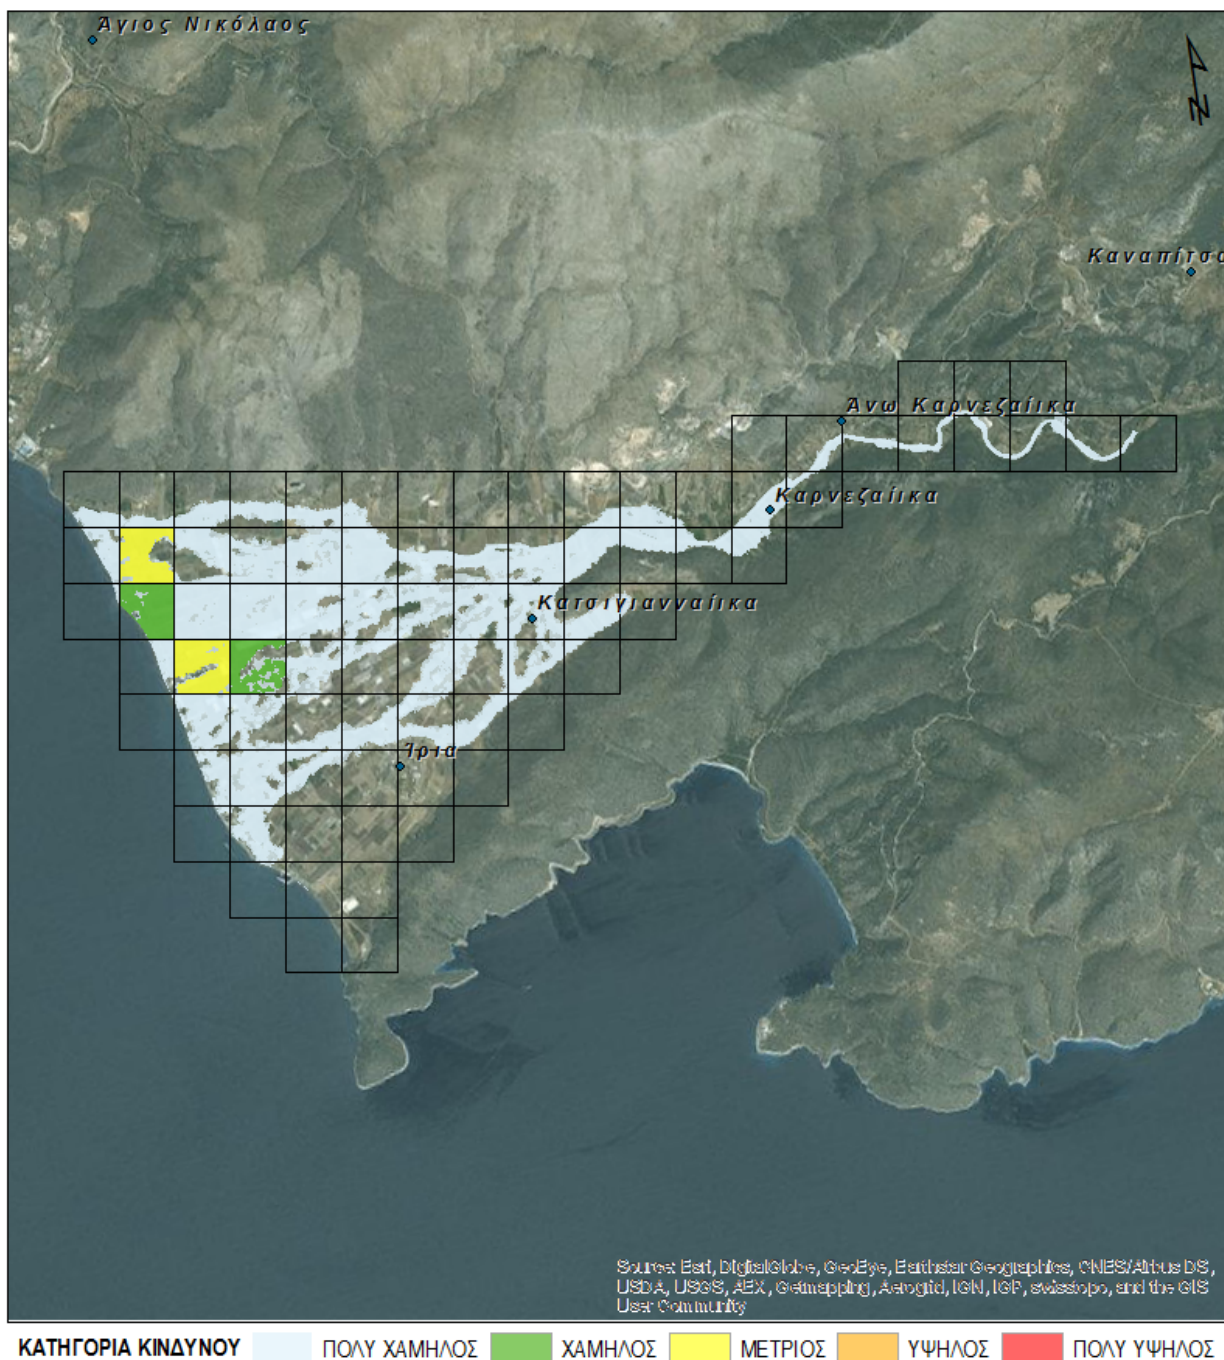 Άγιος Νικόλαος
Καναπίτσα
Άνω Καρνεζαίικα
Καρνεζαίικα
Κατσιγιανναίικα
Ίρια
Source: Esri, DigitalGlobe, GeoEye, Earthstar Geographics, CNES/Airbus DS,
USDA, USGS, AEX, Getmapping, Aerogrid, IGN, IGP, swisstopo, and the GIS
User Community
ΚΑΤΗΓΟΡΙΑ ΚΙΝΔΥΝΟΥ ΠΟΛΥ ΧΑΜΗΛΟΣ ΧΑΜΗΛΟΣ ΜΕΤΡΙΟΣ ΥΨΗΛΟΣ ΠΟΛΥ ΥΨΗΛΟΣ